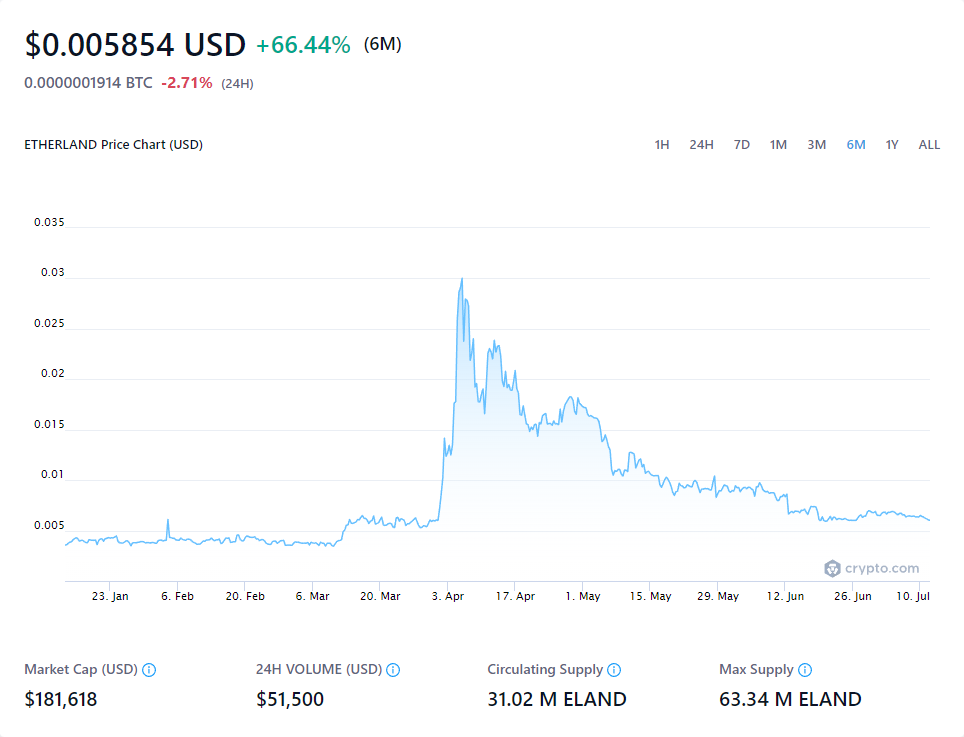 $0.005854 USD +66.44% (6M)
0.0000001914 BTC -2.71% (24H)
ETHERLAND Price Chart (USD) 1H 24H 7D 1M 3M 6M 1Y ALL
0.035
0.03
0.025
0.02
0.015
0.01
0.005
crypto.com
23. Jan 6. Feb 20. Feb 6. Mar 20. Mar 3. Apr 17. Apr 1. May 15. May 29. May 12. Jun 26. Jun 10. Jul
Market Cap (USD) 24H VOLUME (USD) Circulating Supply Max Supply
$181,618 $51,500 31.02 M ELAND 63.34 M ELAND